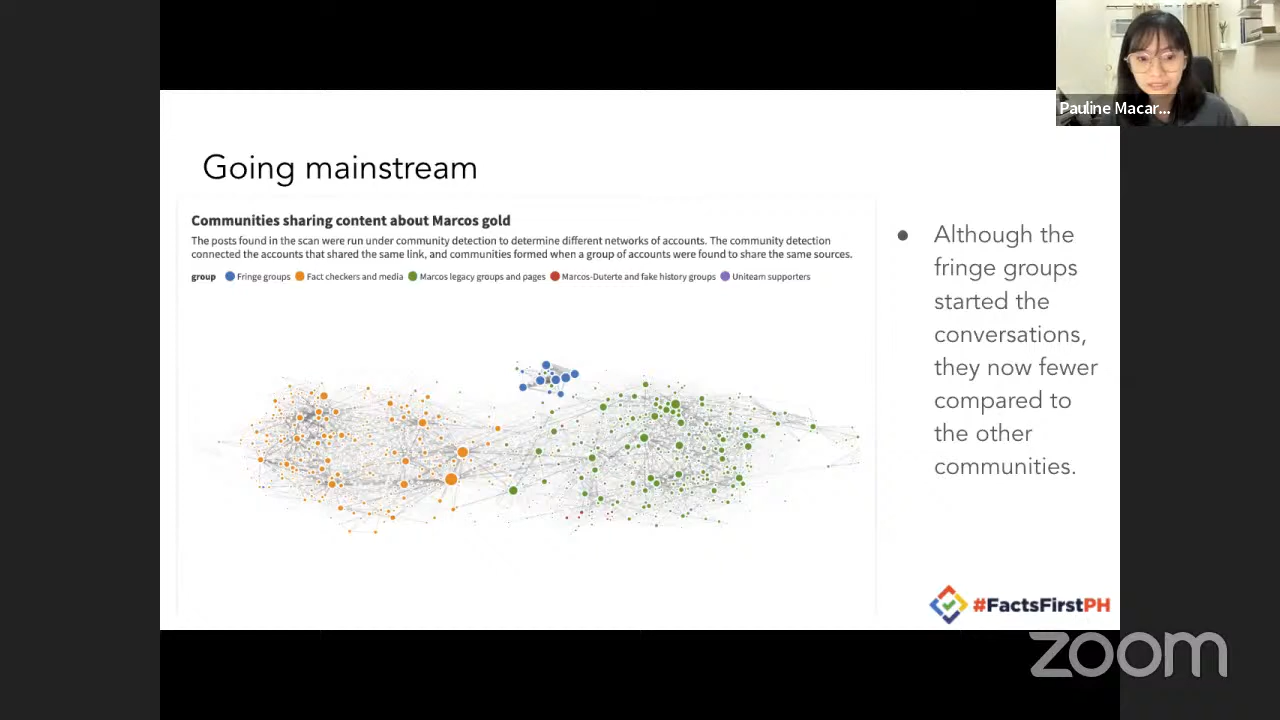 Pauline Macar...
Going mainstream
Communities sharing content about Marcos gold
The posts found in the scan were run under community detection to determine different networks of accounts. The community detection
connected the accounts that shared the same link, and communities formed when a group of accounts were found to share the same sources.
group Fringe groups Fact checkers and media Marcos legacy groups and pages Marcos-Duterte and fake history groups Uniteam supporters
Although the
fringe groups
started the
conversations,
they now fewer
compared to
the other
communities.
#FactsFirstPH
zoom